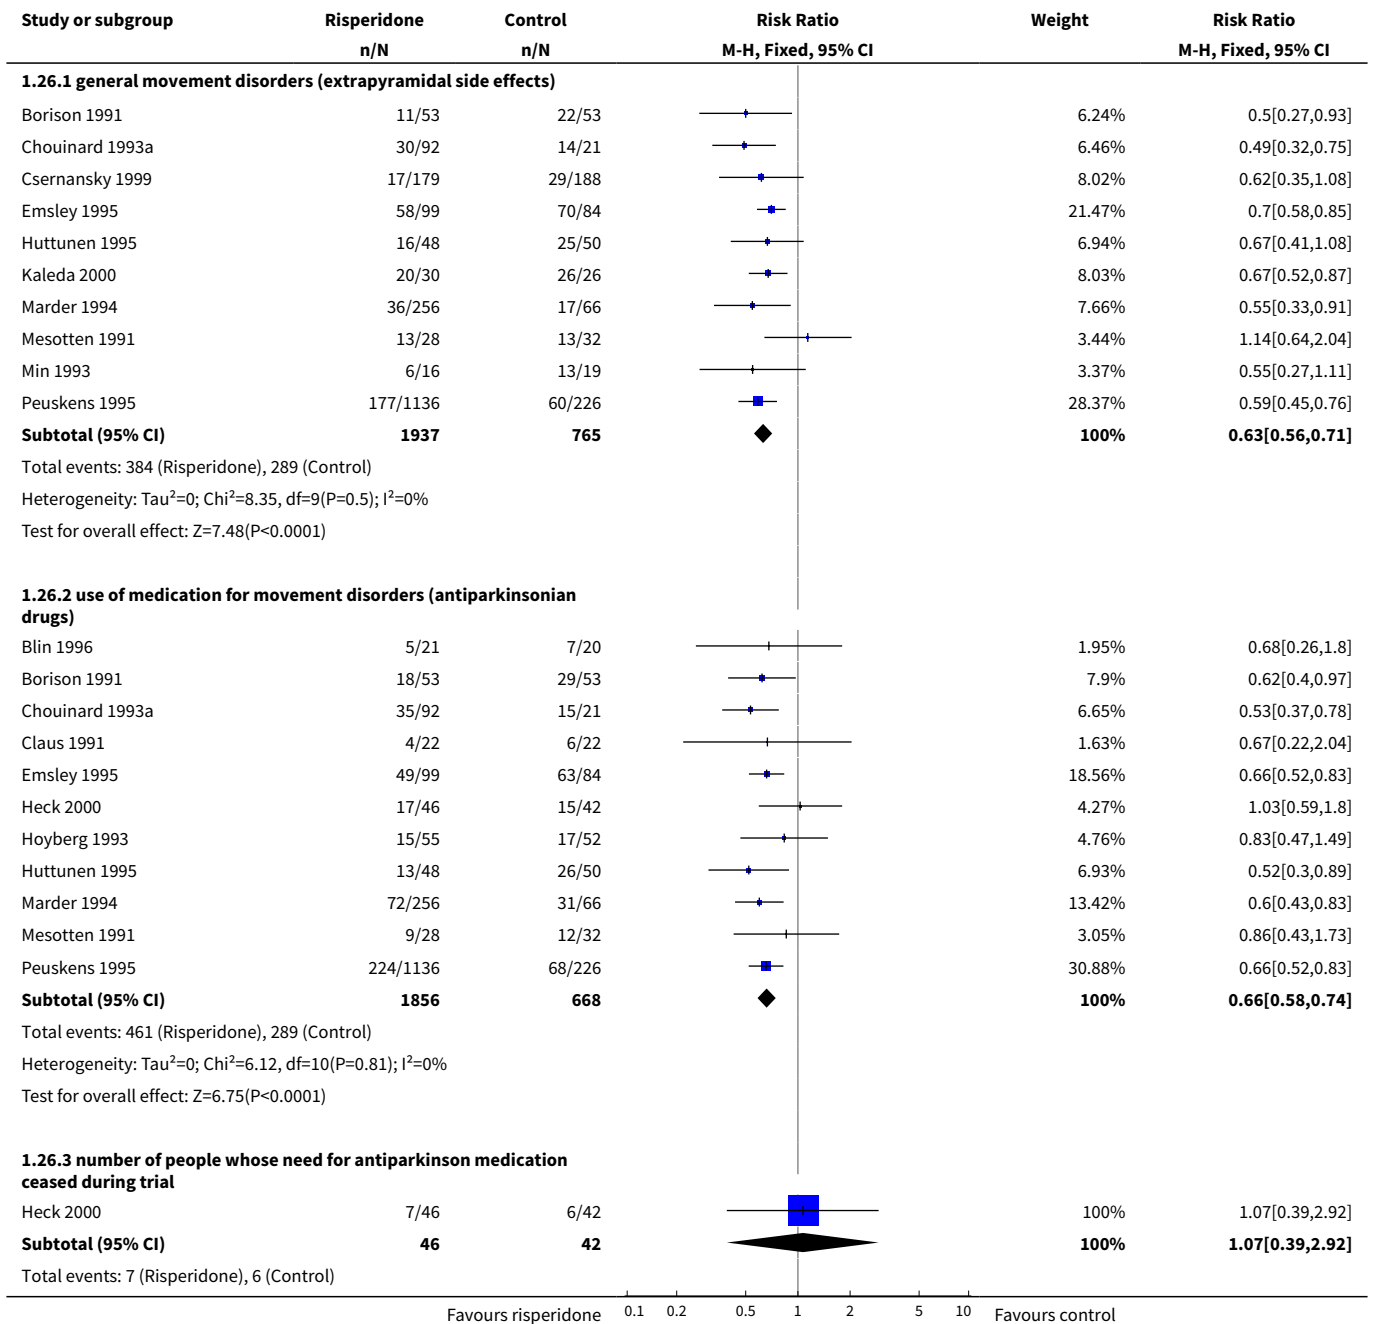 Study or subgroup Risperidone Control Risk Ratio Weight Risk Ratio
n/N n/N M-H, Fixed, 95% CI M-H, Fixed, 95% CI
1.26.1 general movement disorders (extrapyramidal side effects)
Borison 1991 11/53 22/53 6.24% 0.5[0.27,0.93]
Chouinard 1993a 30/92 14/21 6.46% 0.49[0.32,0.75]
Csernansky 1999 17/179 29/188 8.02% 0.62[0.35,1.08]
Emsley 1995 58/99 70/84 21.47% 0.7[0.58,0.85]
Huttunen 1995 16/48 25/50 6.94% 0.67[0.41,1.08]
Kaleda 2000 20/30 26/26 8.03% 0.67[0.52,0.87]
Marder 1994 36/256 17/66 7.66% 0.55[0.33,0.91]
Mesotten 1991 13/28 13/32 3.44% 1.14[0.64,2.04]
Min 1993 6/16 13/19 3.37% 0.55[0.27,1.11]
Peuskens 1995 177/1136 60/226 28.37% 0.59[0.45,0.76]
Subtotal (95% CI) 1937 765 100% 0.63[0.56,0.71]
Total events: 384 (Risperidone), 289 (Control)
Heterogeneity: Tau²=0; Chi²=8.35, df=9(P=0.5); I²=0%
Test for overall effect: Z=7.48(P<0.0001)
1.26.2 use of medication for movement disorders (antiparkinsonian
drugs)
Blin 1996 5/21 7/20 1.95% 0.68[0.26,1.8]
Borison 1991 18/53 29/53 7.9% 0.62[0.4,0.97]
Chouinard 1993a 35/92 15/21 6.65% 0.53[0.37,0.78]
Claus 1991 4/22 6/22 1.63% 0.67[0.22,2.04]
Emsley 1995 49/99 63/84 18.56% 0.66[0.52,0.83]
Heck 2000 17/46 15/42 4.27% 1.03[0.59,1.8]
Hoyberg 1993 15/55 17/52 4.76% 0.83[0.47,1.49]
Huttunen 1995 13/48 26/50 6.93% 0.52[0.3,0.89]
Marder 1994 72/256 31/66 13.42% 0.6[0.43,0.83]
Mesotten 1991 9/28 12/32 3.05% 0.86[0.43,1.73]
Peuskens 1995 224/1136 68/226 30.88% 0.66[0.52,0.83]
Subtotal (95% CI) 1856 668 100% 0.66[0.58,0.74]
Total events: 461 (Risperidone), 289 (Control)
Heterogeneity: Tau²=0; Chi²=6.12, df=10(P=0.81); I²=0%
Test for overall effect: Z=6.75(P<0.0001)
1.26.3 number of people whose need for antiparkinson medication
ceased during trial
Heck 2000 7/46 6/42 100% 1.07[0.39,2.92]
Subtotal (95% CI) 46 42 100% 1.07[0.39,2.92]
Total events: 7 (Risperidone), 6 (Control)
Favours risperidone 0.1 0.2 0.5 1 2 5 10 Favours control